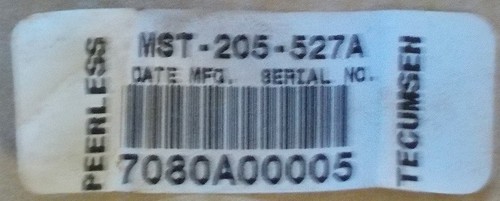 PEERLESS
MST-205-527A
DATE MFG. SERIAL NO.
7080A00005
TECUMSEH